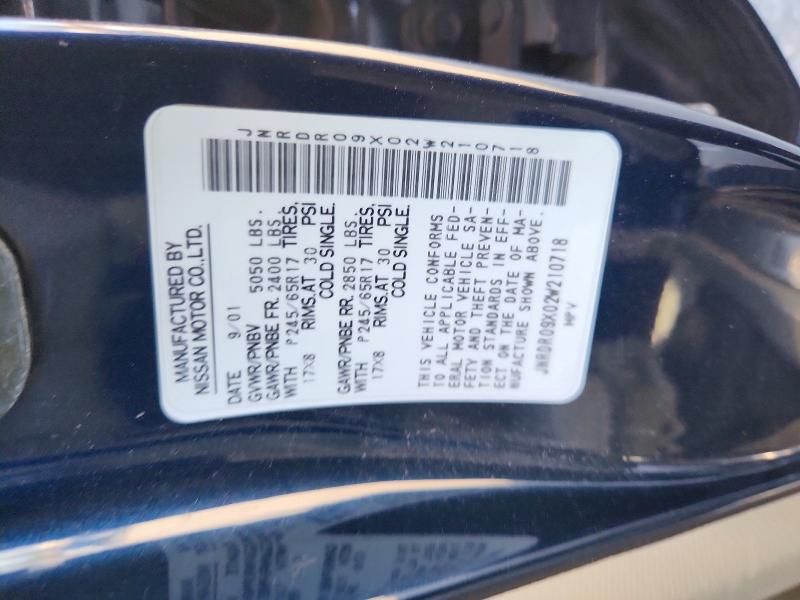 MANUFACTURED BY
NISSAN MOTOR CO.,LTD.
DATE 9/01
GVWR/PNBV 5050 LBS.
GAWR/PNBE FR. 2400 LBS.
WITH P245/65R17 TIRES,
17X8 RIMS,AT 30 PSI
COLD SINGLE.
GAWR/PNBE RR. 2850 LBS.
WITH P245/65R17 TIRES,
17X8 RIMS,AT 30 PSI
COLD SINGLE.
THIS VEHICLE CONFORMS
TO ALL APPLICABLE FED-
ERAL MOTOR VEHICLE SA-
FETY AND THEFT PREVEN-
TION STANDARDS IN EFF-
ECT ON THE DATE OF MA-
NUFACTURE SHOWN ABOVE.
JNRDR09X02W210718
MPV
JNRDR09X02W210718